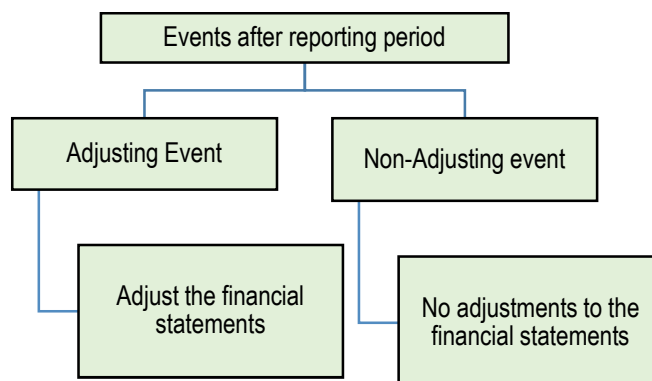 Events after reporting period
Adjusting Event
Non-Adjusting event
Adjust the financial
statements
No adjustments to the
financial statements